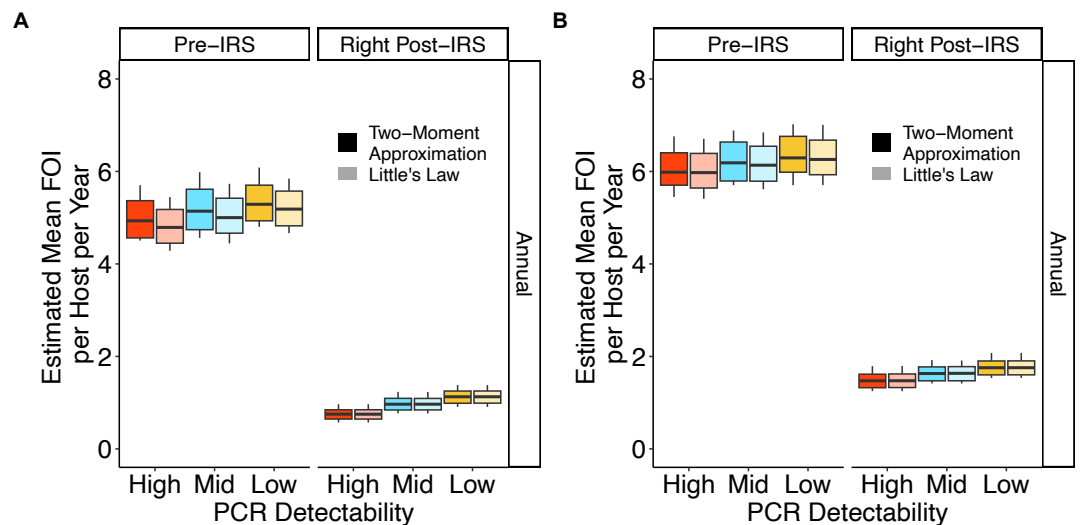 A
Pre−IRS
Right Post−IRS
Estimated Mean FOI
per Host per Year
8
6
4
2
0
Two−Moment
Approximation
Little's Law
Annual
High Mid Low
High Mid Low
PCR Detectability
B
Pre−IRS
Right Post−IRS
Estimated Mean FOI
per Host per Year
8
6
4
2
0
Two−Moment
Approximation
Little's Law
Annual
High Mid Low
High Mid Low
PCR Detectability